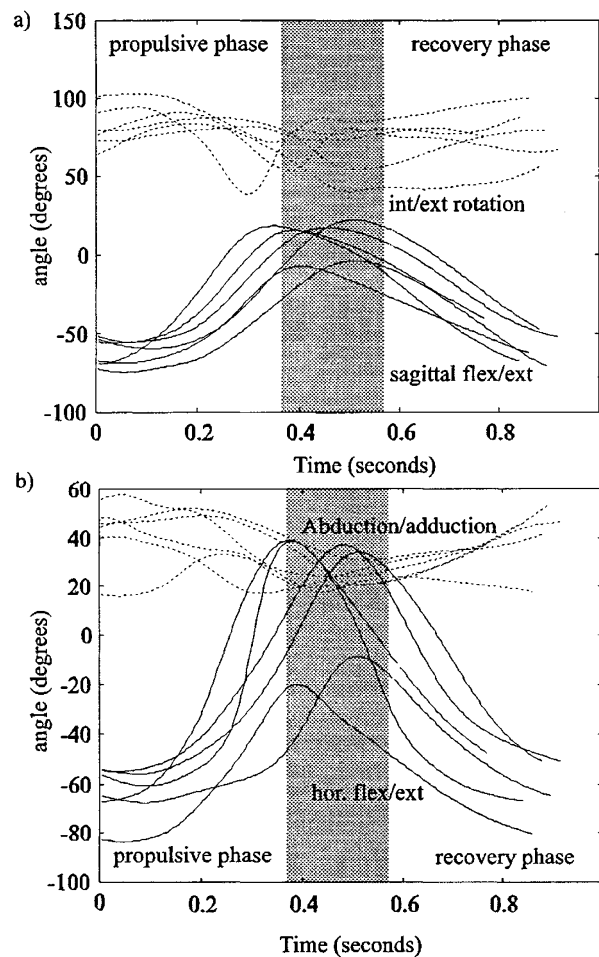 a)
150
propulsive phase
recovery phase
100
50
int/ext rotation
0
angle (degrees)
-50
sagittal flex/ext
-100
0
0.2
0.4
0.6
0.8
Time (seconds)
b)
60
Abduction/adduction
40
20
0
angle (degrees)
-20
-40
-60
hor. flex/ext
-80
propulsive phase
recovery phase
-100
0
0.2
0.4
0.6
0.8
Time (seconds)